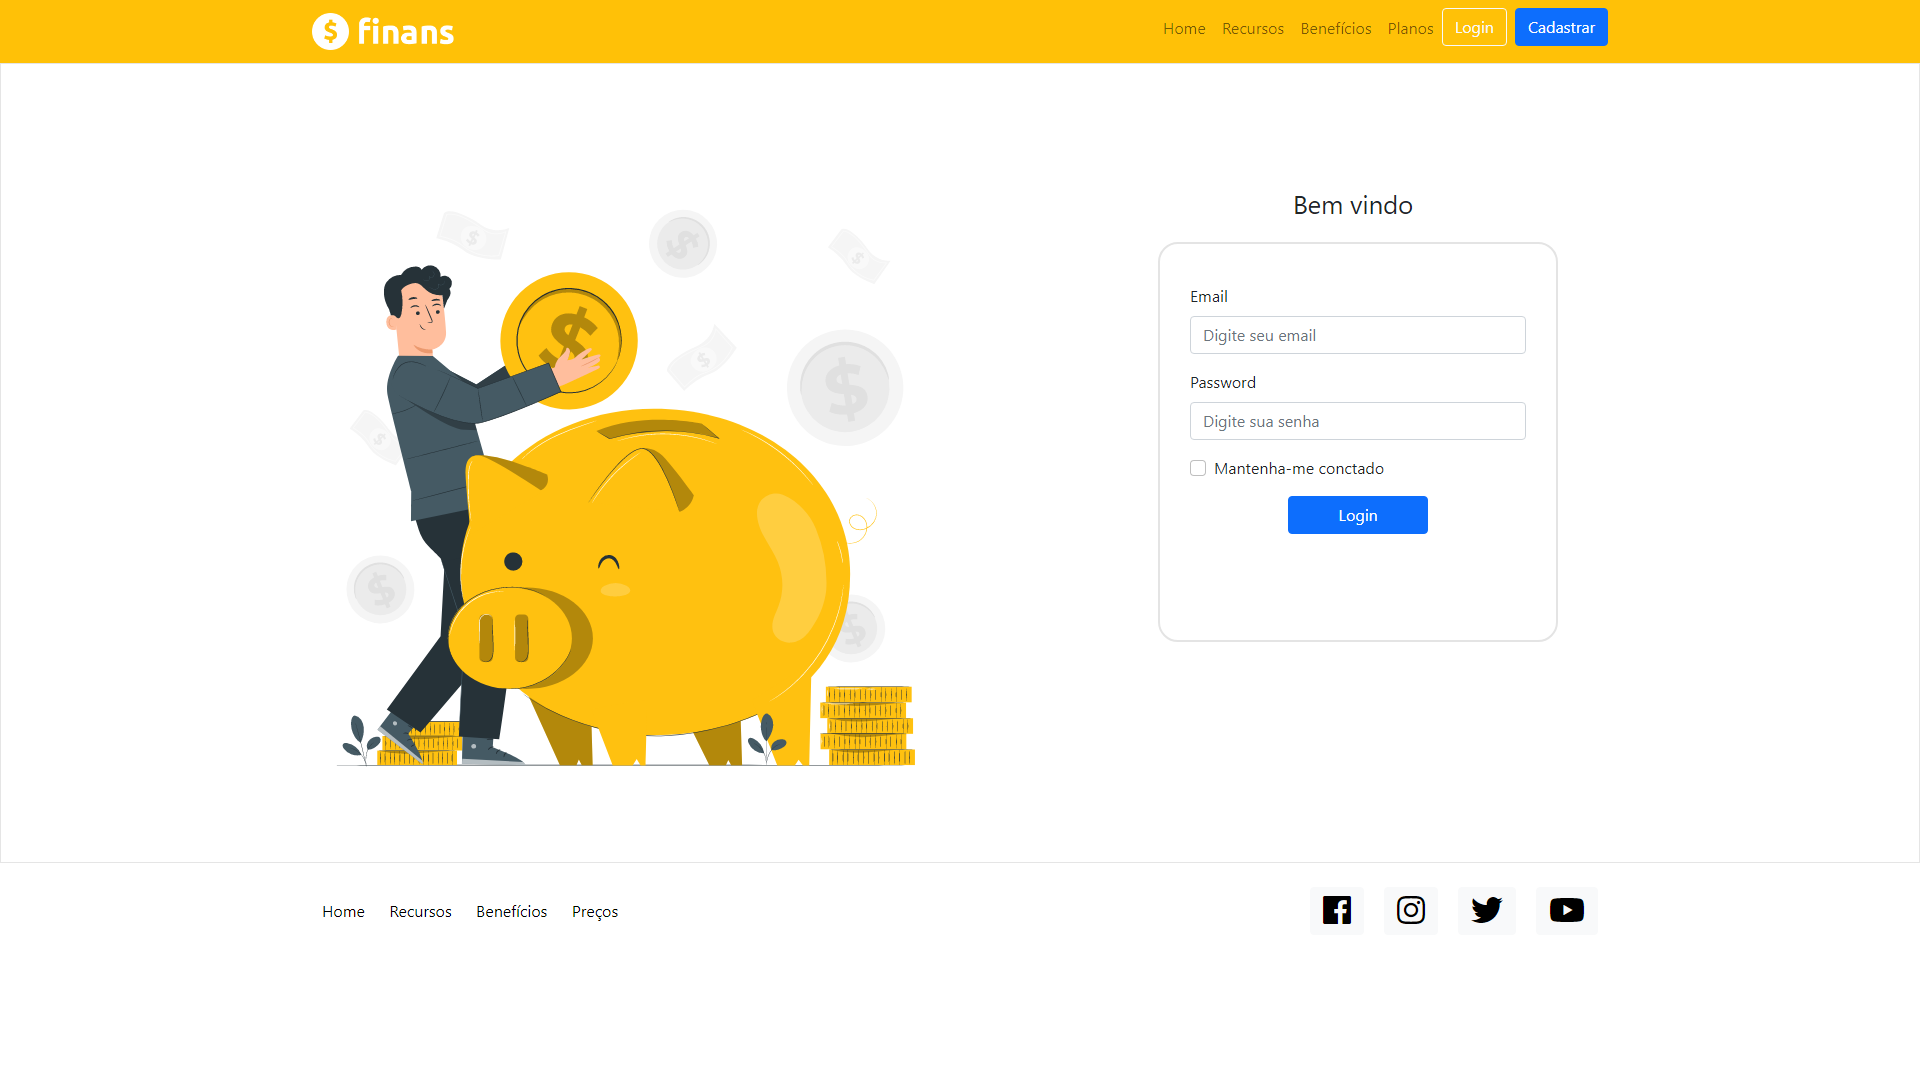 finans
Home Recursos Benefícios Planos Login Cadastrar
Bem vindo
Email
Digite seu email
Password
Digite sua senha
Mantenha-me conctado
Login
Home Recursos Benefícios Preços